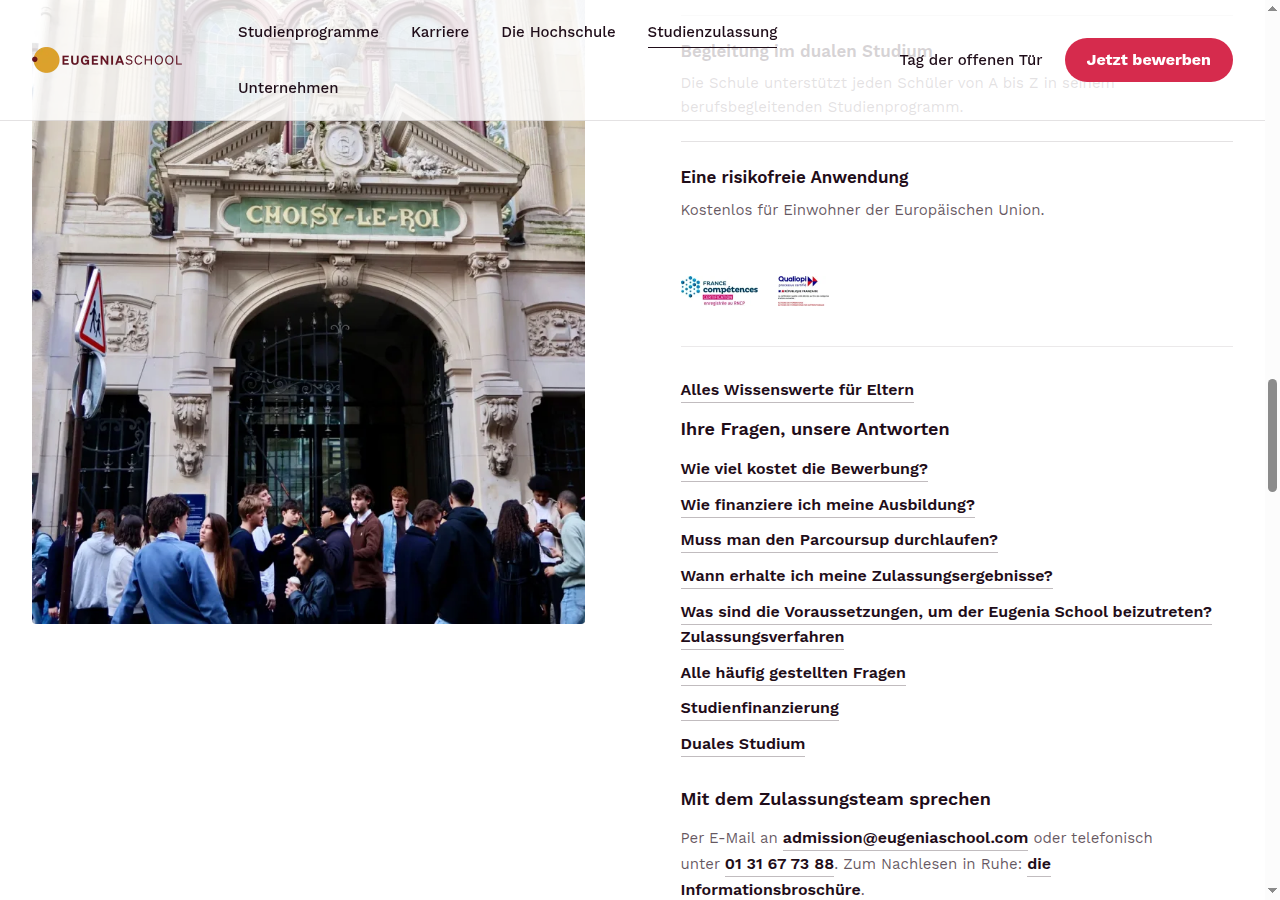 Studienprogramme
Karriere
Die Hochschule
Studienzulassung
Unternehmen
EUGENIASCHOOL
Tag der offenen Tür
Jetzt bewerben
CHOISY-LE-ROI
18
Begleitung im dualen Studium
Die Schule unterstützt jeden Schüler von A bis Z in seinem
berufsbegleitenden Studienprogramm.
Eine risikofreie Anwendung
Kostenlos für Einwohner der Europäischen Union.
FRANCE
compétences
CERTIFICATION
enregistrée au RNCP
Qualiopi
processus certifié
RÉPUBLIQUE FRANÇAISE
Alles Wissenswerte für Eltern
Ihre Fragen, unsere Antworten
Wie viel kostet die Bewerbung?
Wie finanziere ich meine Ausbildung?
Muss man den Parcoursup durchlaufen?
Wann erhalte ich meine Zulassungsergebnisse?
Was sind die Voraussetzungen, um der Eugenia School beizutreten?
Zulassungsverfahren
Alle häufig gestellten Fragen
Studienfinanzierung
Duales Studium
Mit dem Zulassungsteam sprechen
Per E-Mail an admission@eugeniaschool.com oder telefonisch
unter 01 31 67 73 88. Zum Nachlesen in Ruhe: die
Informationsbroschüre.